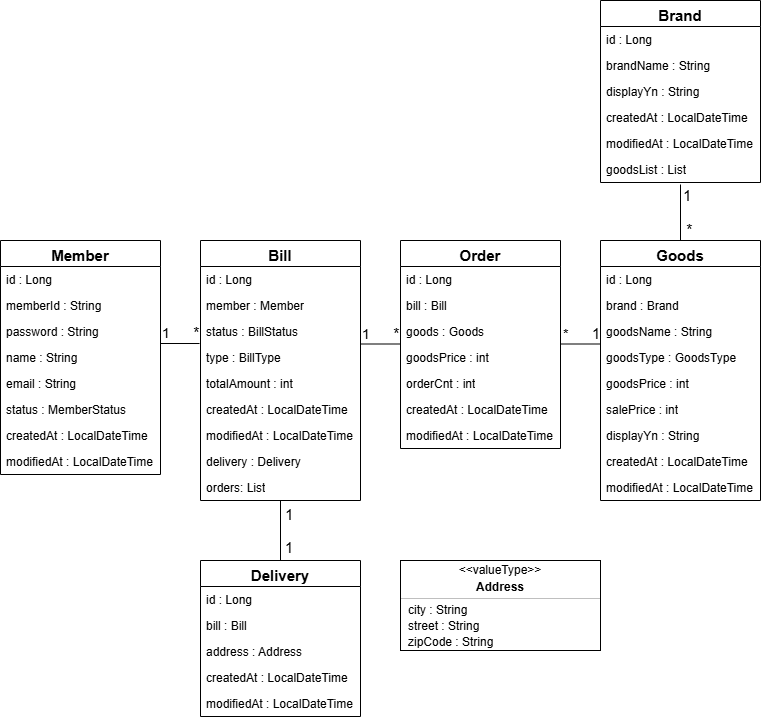 Brand
id : Long
brandName : String
displayYn : String
createdAt : LocalDateTime
modifiedAt : LocalDateTime
goodsList : List
1
*
Member
id : Long
memberId : String
password : String
name : String
email : String
status : MemberStatus
createdAt : LocalDateTime
modifiedAt : LocalDateTime
1
*
Bill
id : Long
member : Member
status : BillStatus
type : BillType
totalAmount : int
createdAt : LocalDateTime
modifiedAt : LocalDateTime
delivery : Delivery
orders: List
1
*
Order
id : Long
bill : Bill
goods : Goods
goodsPrice : int
orderCnt : int
createdAt : LocalDateTime
modifiedAt : LocalDateTime
*
1
Goods
id : Long
brand : Brand
goodsName : String
goodsType : GoodsType
goodsPrice : int
salePrice : int
displayYn : String
createdAt : LocalDateTime
modifiedAt : LocalDateTime
1
1
Delivery
id : Long
bill : Bill
address : Address
createdAt : LocalDateTime
modifiedAt : LocalDateTime
<<valueType>>
Address
city : String
street : String
zipCode : String